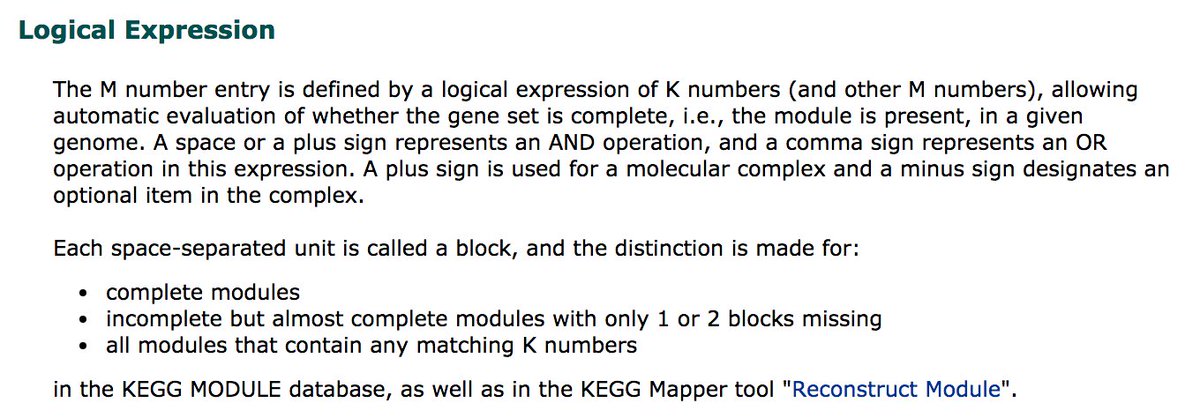 Logical Expression
The M number entry is defined by a logical expression of K numbers (and other M numbers), allowing
automatic evaluation of whether the gene set is complete, i.e., the module is present, in a given
genome. A space or a plus sign represents an AND operation, and a comma sign represents an OR
operation in this expression. A plus sign is used for a molecular complex and a minus sign designates an
optional item in the complex.
Each space-separated unit is called a block, and the distinction is made for:
• complete modules
• incomplete but almost complete modules with only 1 or 2 blocks missing
• all modules that contain any matching K numbers
in the KEGG MODULE database, as well as in the KEGG Mapper tool "Reconstruct Module".